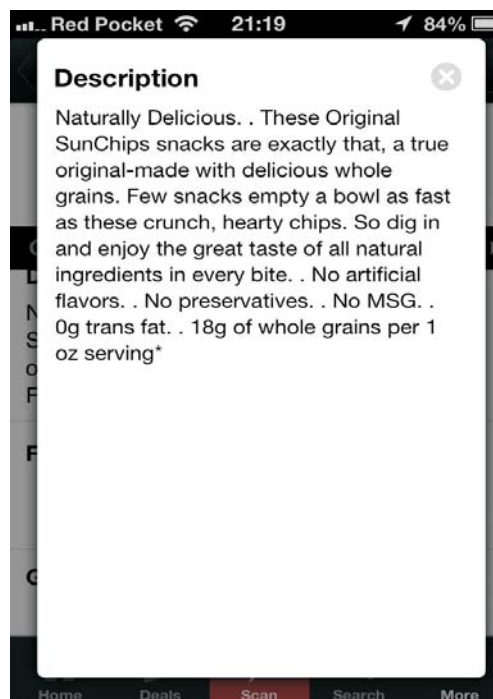 Red Pocket 21:19 84%
Description
Naturally Delicious. . These Original
SunChips snacks are exactly that, a true
original-made with delicious whole
grains. Few snacks empty a bowl as fast
as these crunch, hearty chips. So dig in
and enjoy the great taste of all natural
ingredients in every bite. . No artificial
flavors. . No preservatives. . No MSG. .
0g trans fat. . 18g of whole grains per 1
oz serving*
Home Deals Scan Search More